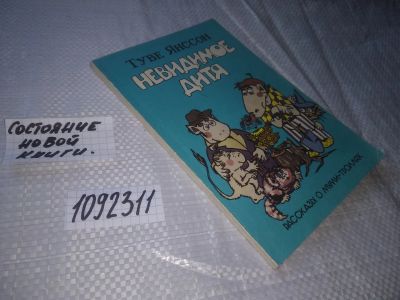 Туве Янссон
НЕВИДИМОЕ
ДИТЯ
РАССКАЗЫ О МУМИ-ТРОЛЛЯХ
СОСТОЯНИЕ
НОВОЙ
КНИГИ.
1092311